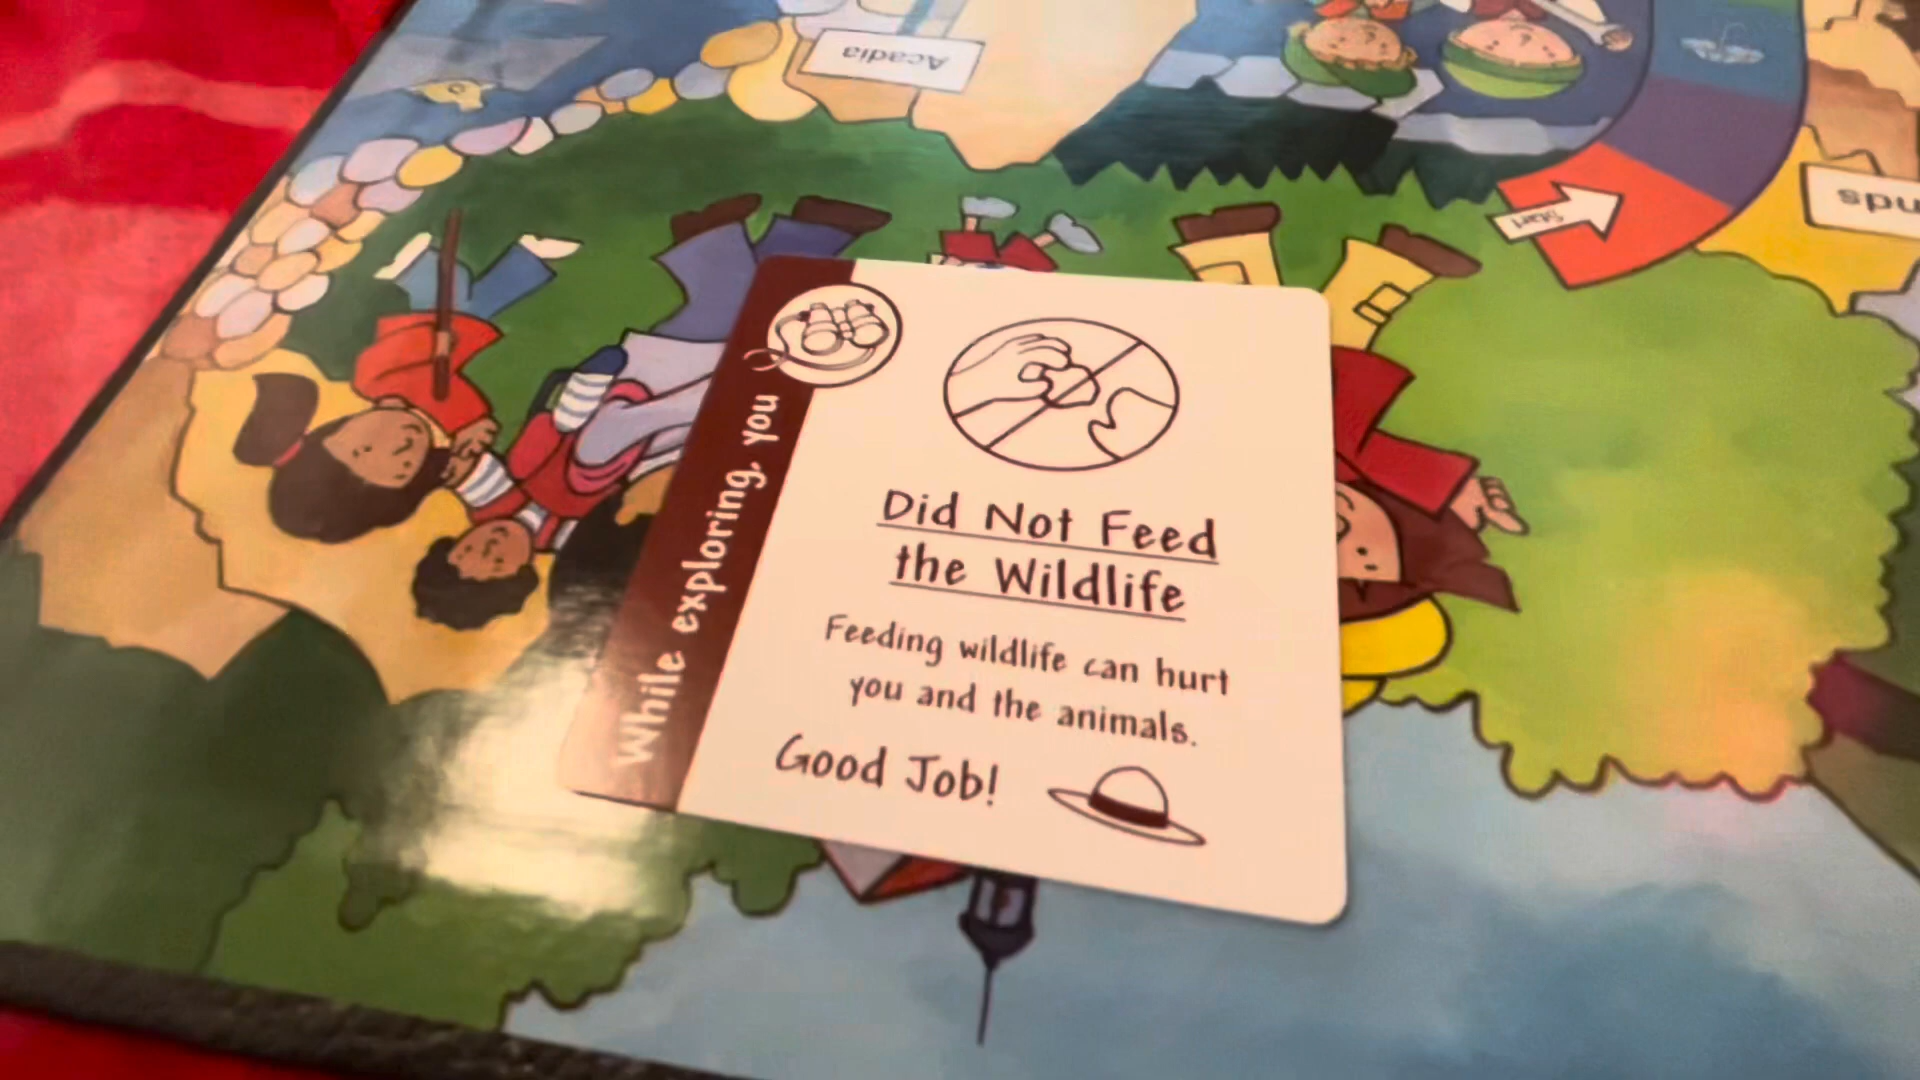 Acadia
Start
nds
While exploring, you
Did Not Feed
the Wildlife
Feeding wildlife can hurt
you and the animals.
Good Job!